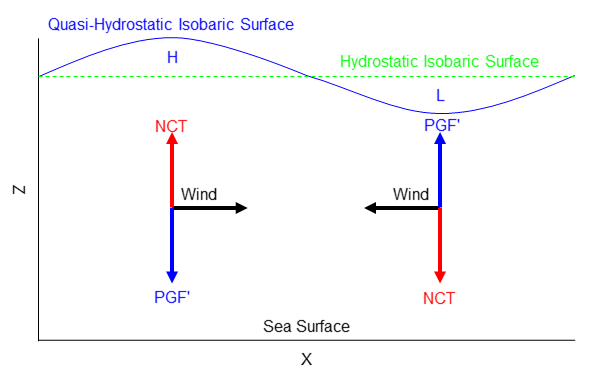 Quasi-Hydrostatic Isobaric Surface
H
Hydrostatic Isobaric Surface
L
NCT
PGF'
Z
Wind
Wind
PGF'
NCT
Sea Surface
X